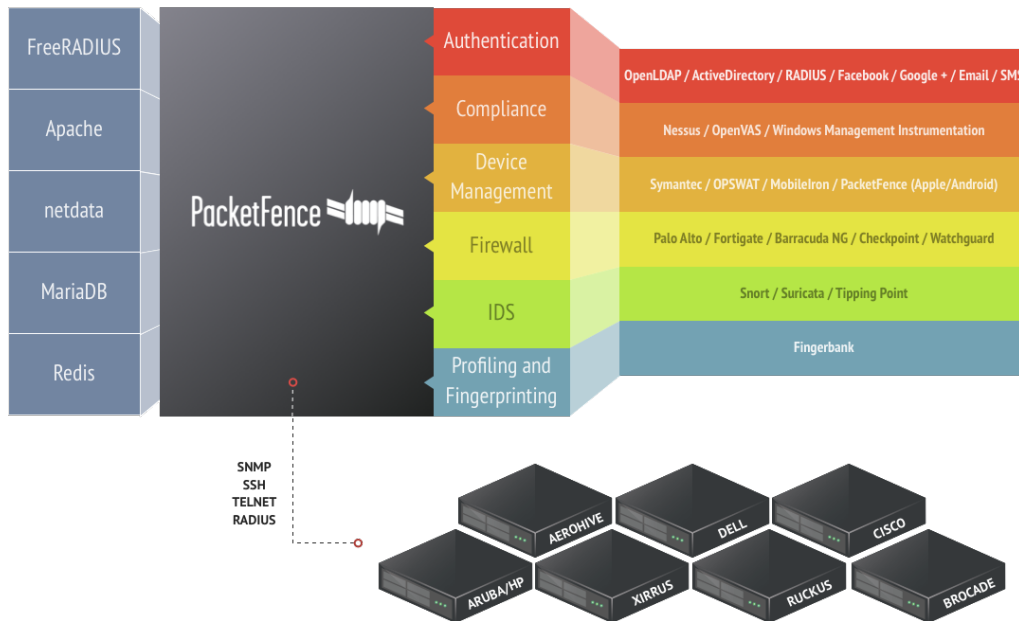 FreeRADIUS
Apache
netdata
MariaDB
Redis
PacketFence
Authentication
Compliance
Device
Management
Firewall
IDS
Profiling and
Fingerprinting
OpenLDAP / ActiveDirectory / RADIUS / Facebook / Google + / Email / SMS
Nessus / OpenVAS / Windows Management Instrumentation
Symantec / OPSWAT / MobileIron / PacketFence (Apple/Android)
Palo Alto / Fortigate / Barracuda NG / Checkpoint / Watchguard
Snort / Suricata / Tipping Point
Fingerbank
SNMP
SSH
TELNET
RADIUS
AEROHIVE
DELL
CISCO
ARUBA/HP
XIRRUS
RUCKUS
BROCADE